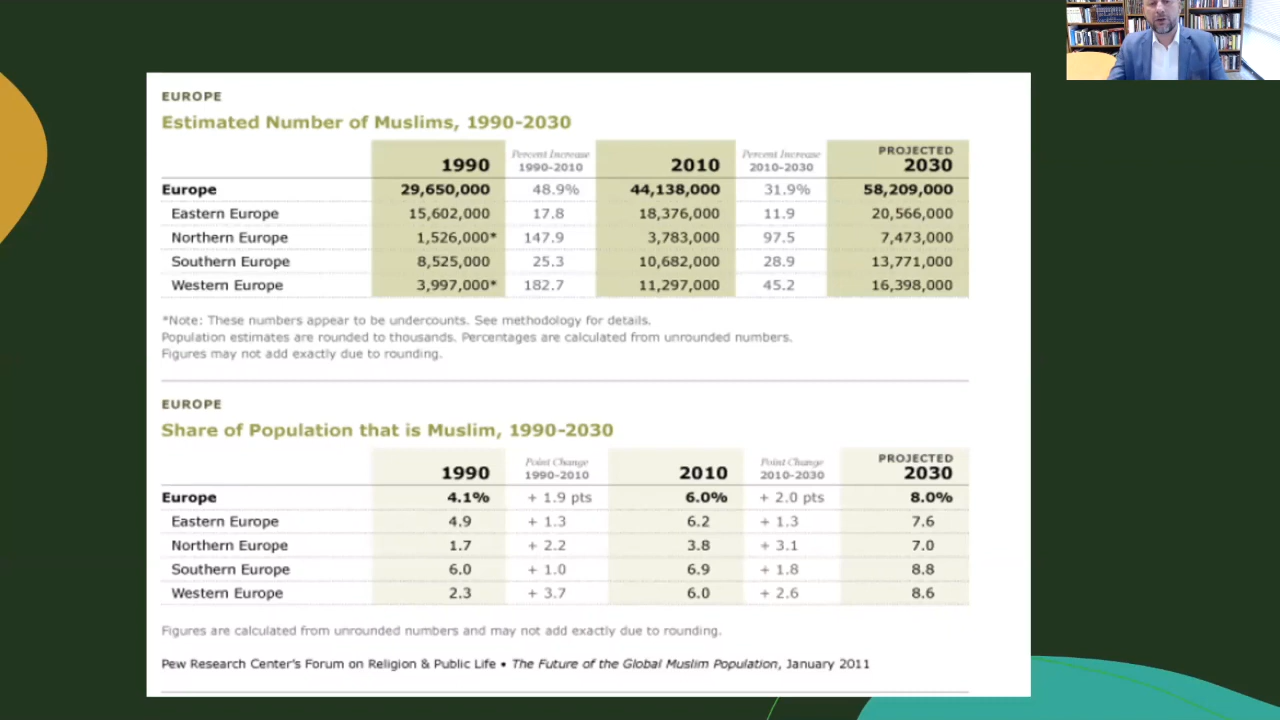 EUROPE
Estimated Number of Muslims, 1990-2030
1990 Percent Increase 1990-2010 2010 Percent Increase 2010-2030 PROJECTED 2030
Europe 29,650,000 48.9% 44,138,000 31.9% 58,209,000
Eastern Europe 15,602,000 17.8 18,376,000 11.9 20,566,000
Northern Europe 1,526,000* 147.9 3,783,000 97.5 7,473,000
Southern Europe 8,525,000 25.3 10,682,000 28.9 13,771,000
Western Europe 3,997,000* 182.7 11,297,000 45.2 16,398,000
*Note: These numbers appear to be undercounts. See methodology for details.
Population estimates are rounded to thousands. Percentages are calculated from unrounded numbers.
Figures may not add exactly due to rounding.
EUROPE
Share of Population that is Muslim, 1990-2030
1990 Point Change 1990-2010 2010 Point Change 2010-2030 PROJECTED 2030
Europe 4.1% + 1.9 pts 6.0% + 2.0 pts 8.0%
Eastern Europe 4.9 + 1.3 6.2 + 1.3 7.6
Northern Europe 1.7 + 2.2 3.8 + 3.1 7.0
Southern Europe 6.0 + 1.0 6.9 + 1.8 8.8
Western Europe 2.3 + 3.7 6.0 + 2.6 8.6
Figures are calculated from unrounded numbers and may not add exactly due to rounding.
Pew Research Center's Forum on Religion & Public Life • The Future of the Global Muslim Population, January 2011